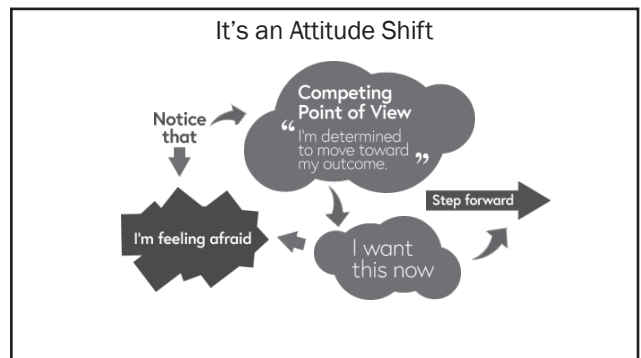 It's an Attitude Shift
Notice
that
Competing
Point of View
“I'm determined
to move toward
my outcome.”
Step forward
I'm feeling afraid
I want
this now